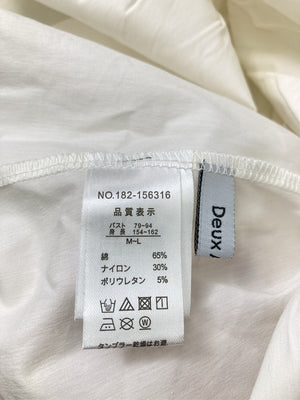 NO.182-156316
品質表示
バスト 79~94
身長 154~162
M~L
綿 65%
ナイロン 30%
ポリウレタン 5%
タンブラー乾燥はお避
Deux